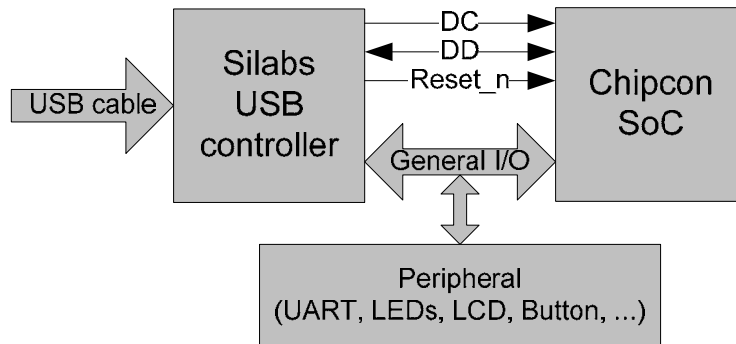 DC
Silabs
USB
controller
DD
Chipcon
SoC
Reset_n
USB cable
General I/O
Peripheral
(UART, LEDs, LCD, Button, ...)